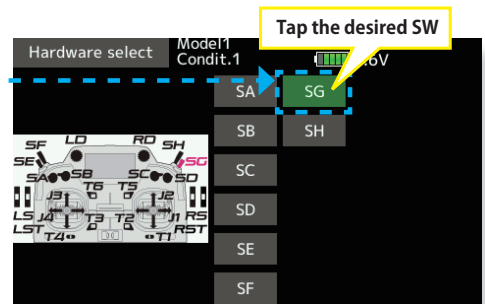 Tap the desired SW
Hardware select
Model1
Condit.1
.6V
SA SG
SB SH
SC
SD
SE
SF
SF LD RD SH
SE SG
SA SB SC SD
T6 T5
J3 J2
LS J4 T3 T2 J1 RS
LST T4 T1 RST